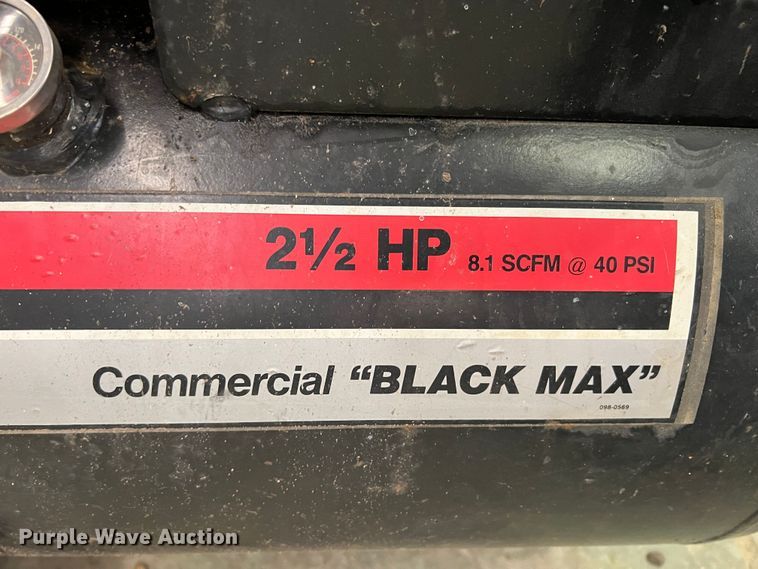 2½ HP 8.1 SCFM @ 40 PSI
Commercial “BLACK MAX”
098-0569
Purple Wave Auction